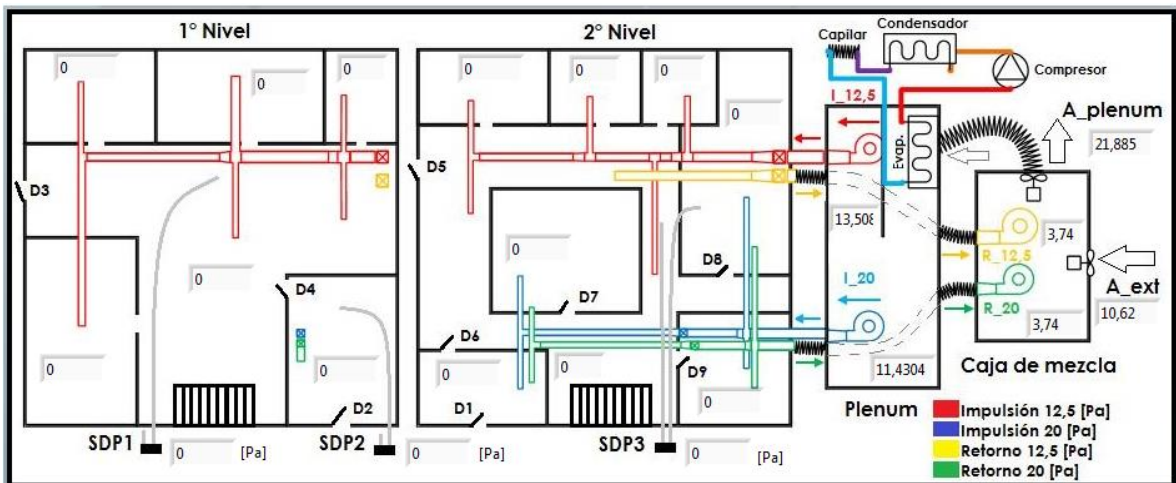 1° Nivel
2° Nivel
Condensador
Capilar
Compresor
0
0
0
0
0
0
0
I_12,5
Evap.
A_plenum
21,885
D3
D5
13,508
3,74
R_12,5
0
0
D8
D4
D7
I_20
A_ext
10,62
R_20
3,74
D6
0
0
0
0
D9
0
11,4304
Caja de mezcla
D2
D1
Plenum
SDP1
0
[Pa]
SDP2
0
[Pa]
SDP3
0
[Pa]
Impulsión 12,5 [Pa]
Impulsión 20 [Pa]
Retorno 12,5 [Pa]
Retorno 20 [Pa]